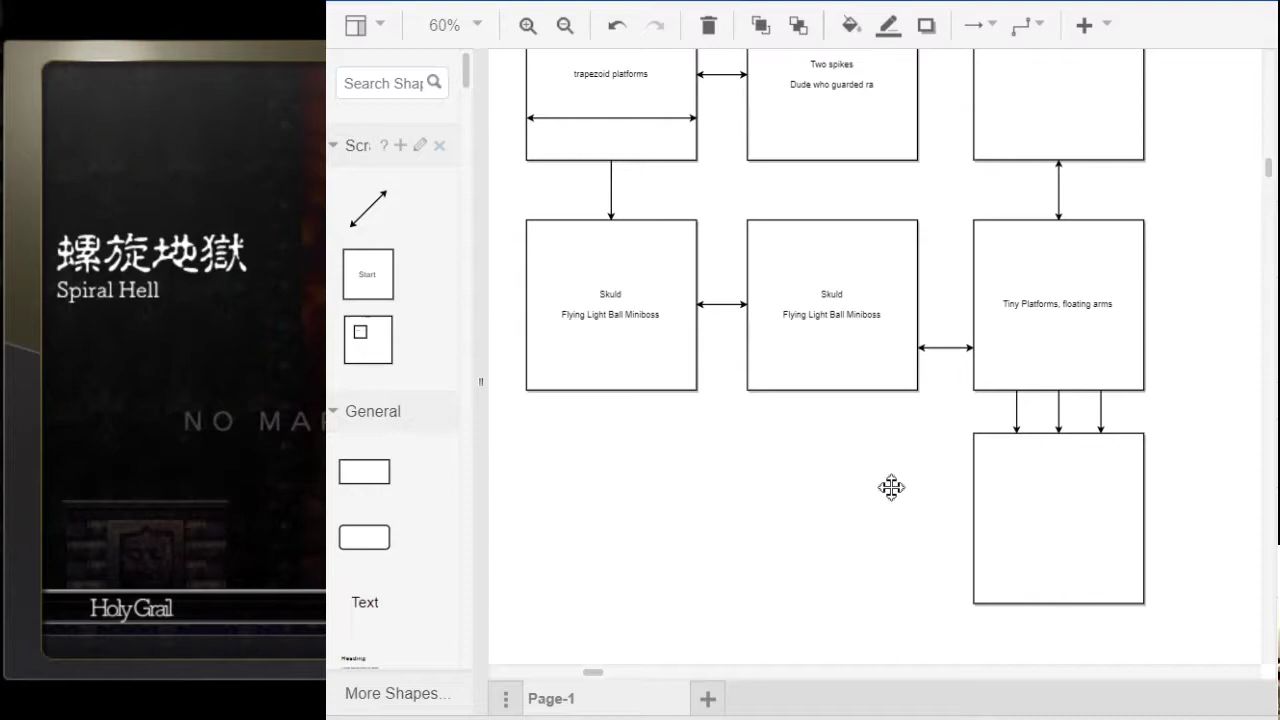 60%
Search Shap
Scr
?
Start
General
Text
Heading
More Shapes...
Page-1
trapezoid platforms
Two spikes
Dude who guarded ra
Skuld
Flying Light Ball Miniboss
Skuld
Flying Light Ball Miniboss
Tiny Platforms, floating arms
螺旋地獄
Spiral Hell
NO MA
Holy Grail